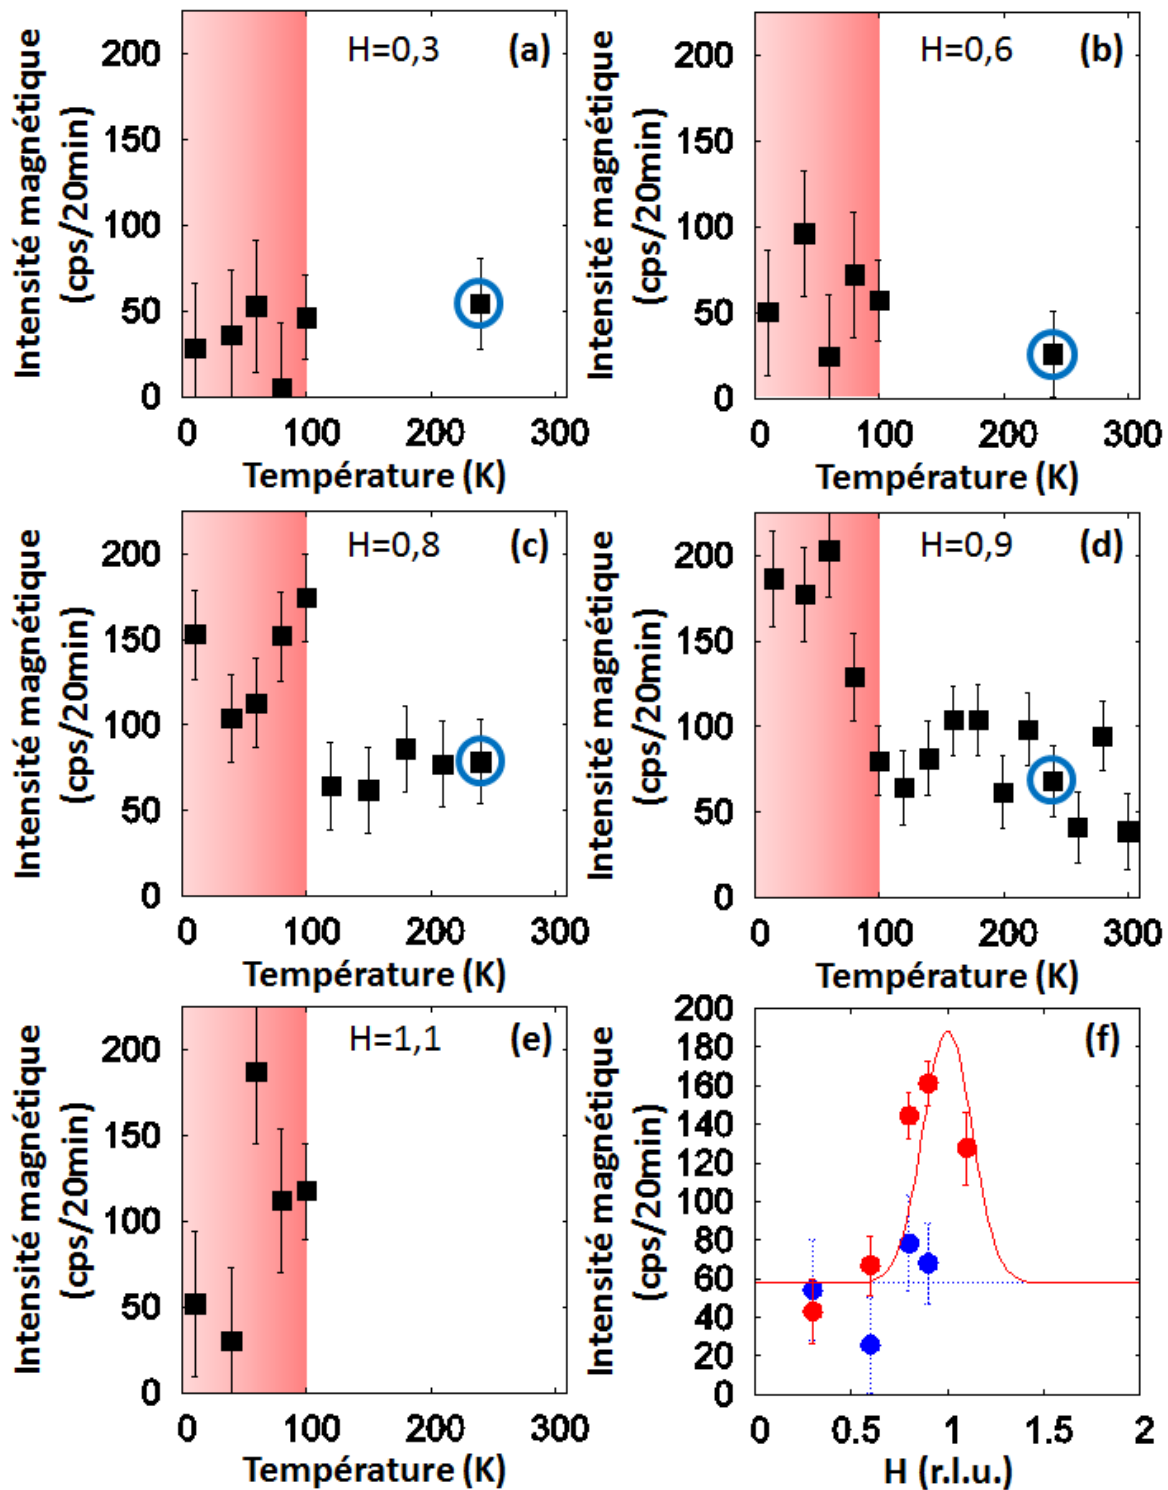 Intensité magnétique
(cps/20min)
H=0,3
(a)
200
150
100
50
0
0 100 200 300
Température (K)
Intensité magnétique
(cps/20min)
H=0,6
(b)
200
150
100
50
0
0 100 200 300
Température (K)
Intensité magnétique
(cps/20min)
H=0,8
(c)
200
150
100
50
0
0 100 200 300
Température (K)
Intensité magnétique
(cps/20min)
H=0,9
(d)
200
150
100
50
0
0 100 200 300
Température (K)
Intensité magnétique
(cps/20min)
H=1,1
(e)
200
150
100
50
0
0 100 200 300
Température (K)
Intensité magnétique
(cps/20min)
(f)
200
180
160
140
120
100
80
60
40
20
0
0 0.5 1 1.5 2
H (r.l.u.)